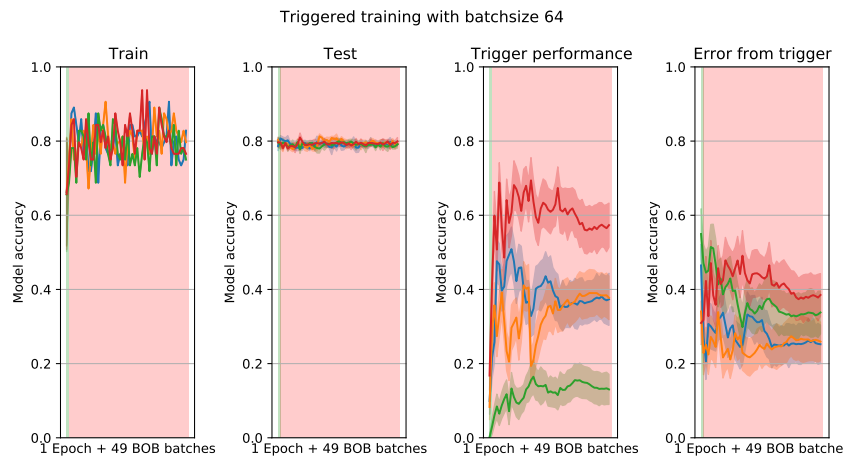 Triggered training with batchsize 64
Train
Test
Trigger performance
Error from trigger
1.0
0.8
0.6
0.4
0.2
0.0
Model accuracy
1 Epoch + 49 BOB batches
1.0
0.8
0.6
0.4
0.2
0.0
Model accuracy
1 Epoch + 49 BOB batches
1.0
0.8
0.6
0.4
0.2
0.0
Model accuracy
1 Epoch + 49 BOB batches
1.0
0.8
0.6
0.4
0.2
0.0
Model accuracy
1 Epoch + 49 BOB batche